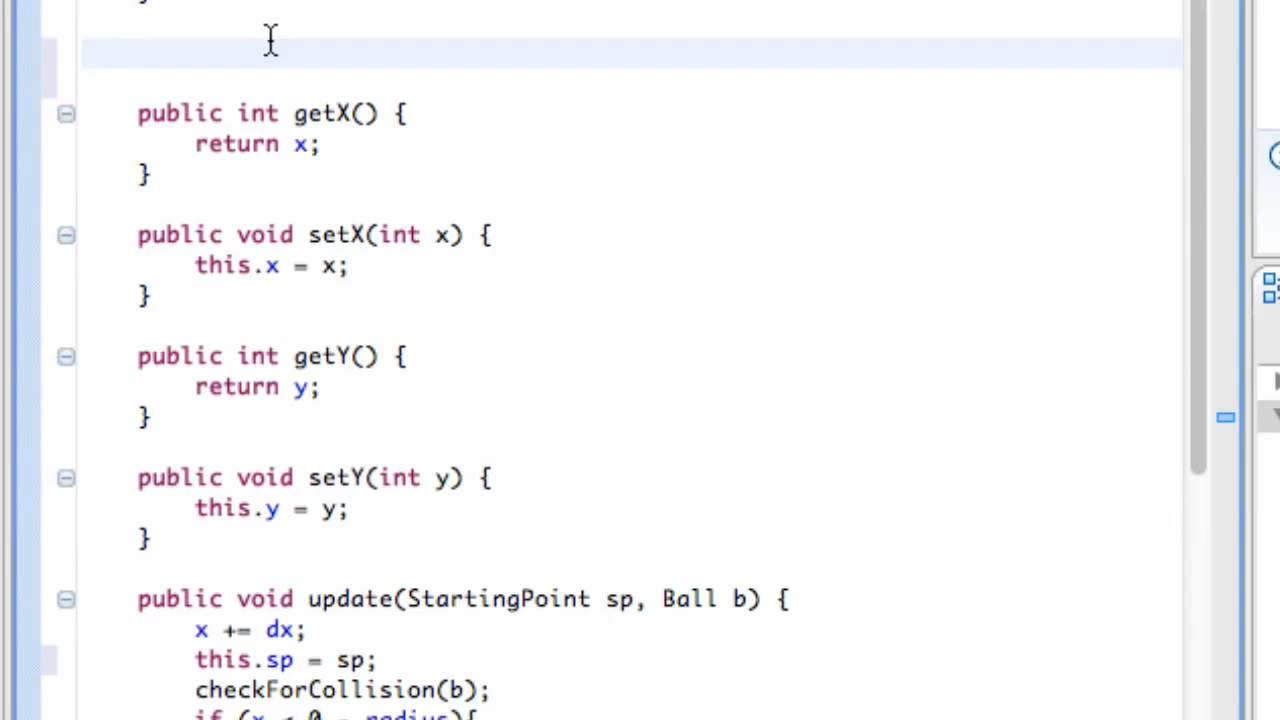 }
public int getX() {
return x;
}
public void setX(int x) {
this.x = x;
}
public int getY() {
return y;
}
public void setY(int y) {
this.y = y;
}
public void update(StartingPoint sp, Ball b) {
x += dx;
this.sp = sp;
checkForCollision(b);
if (x < 0 - radius){